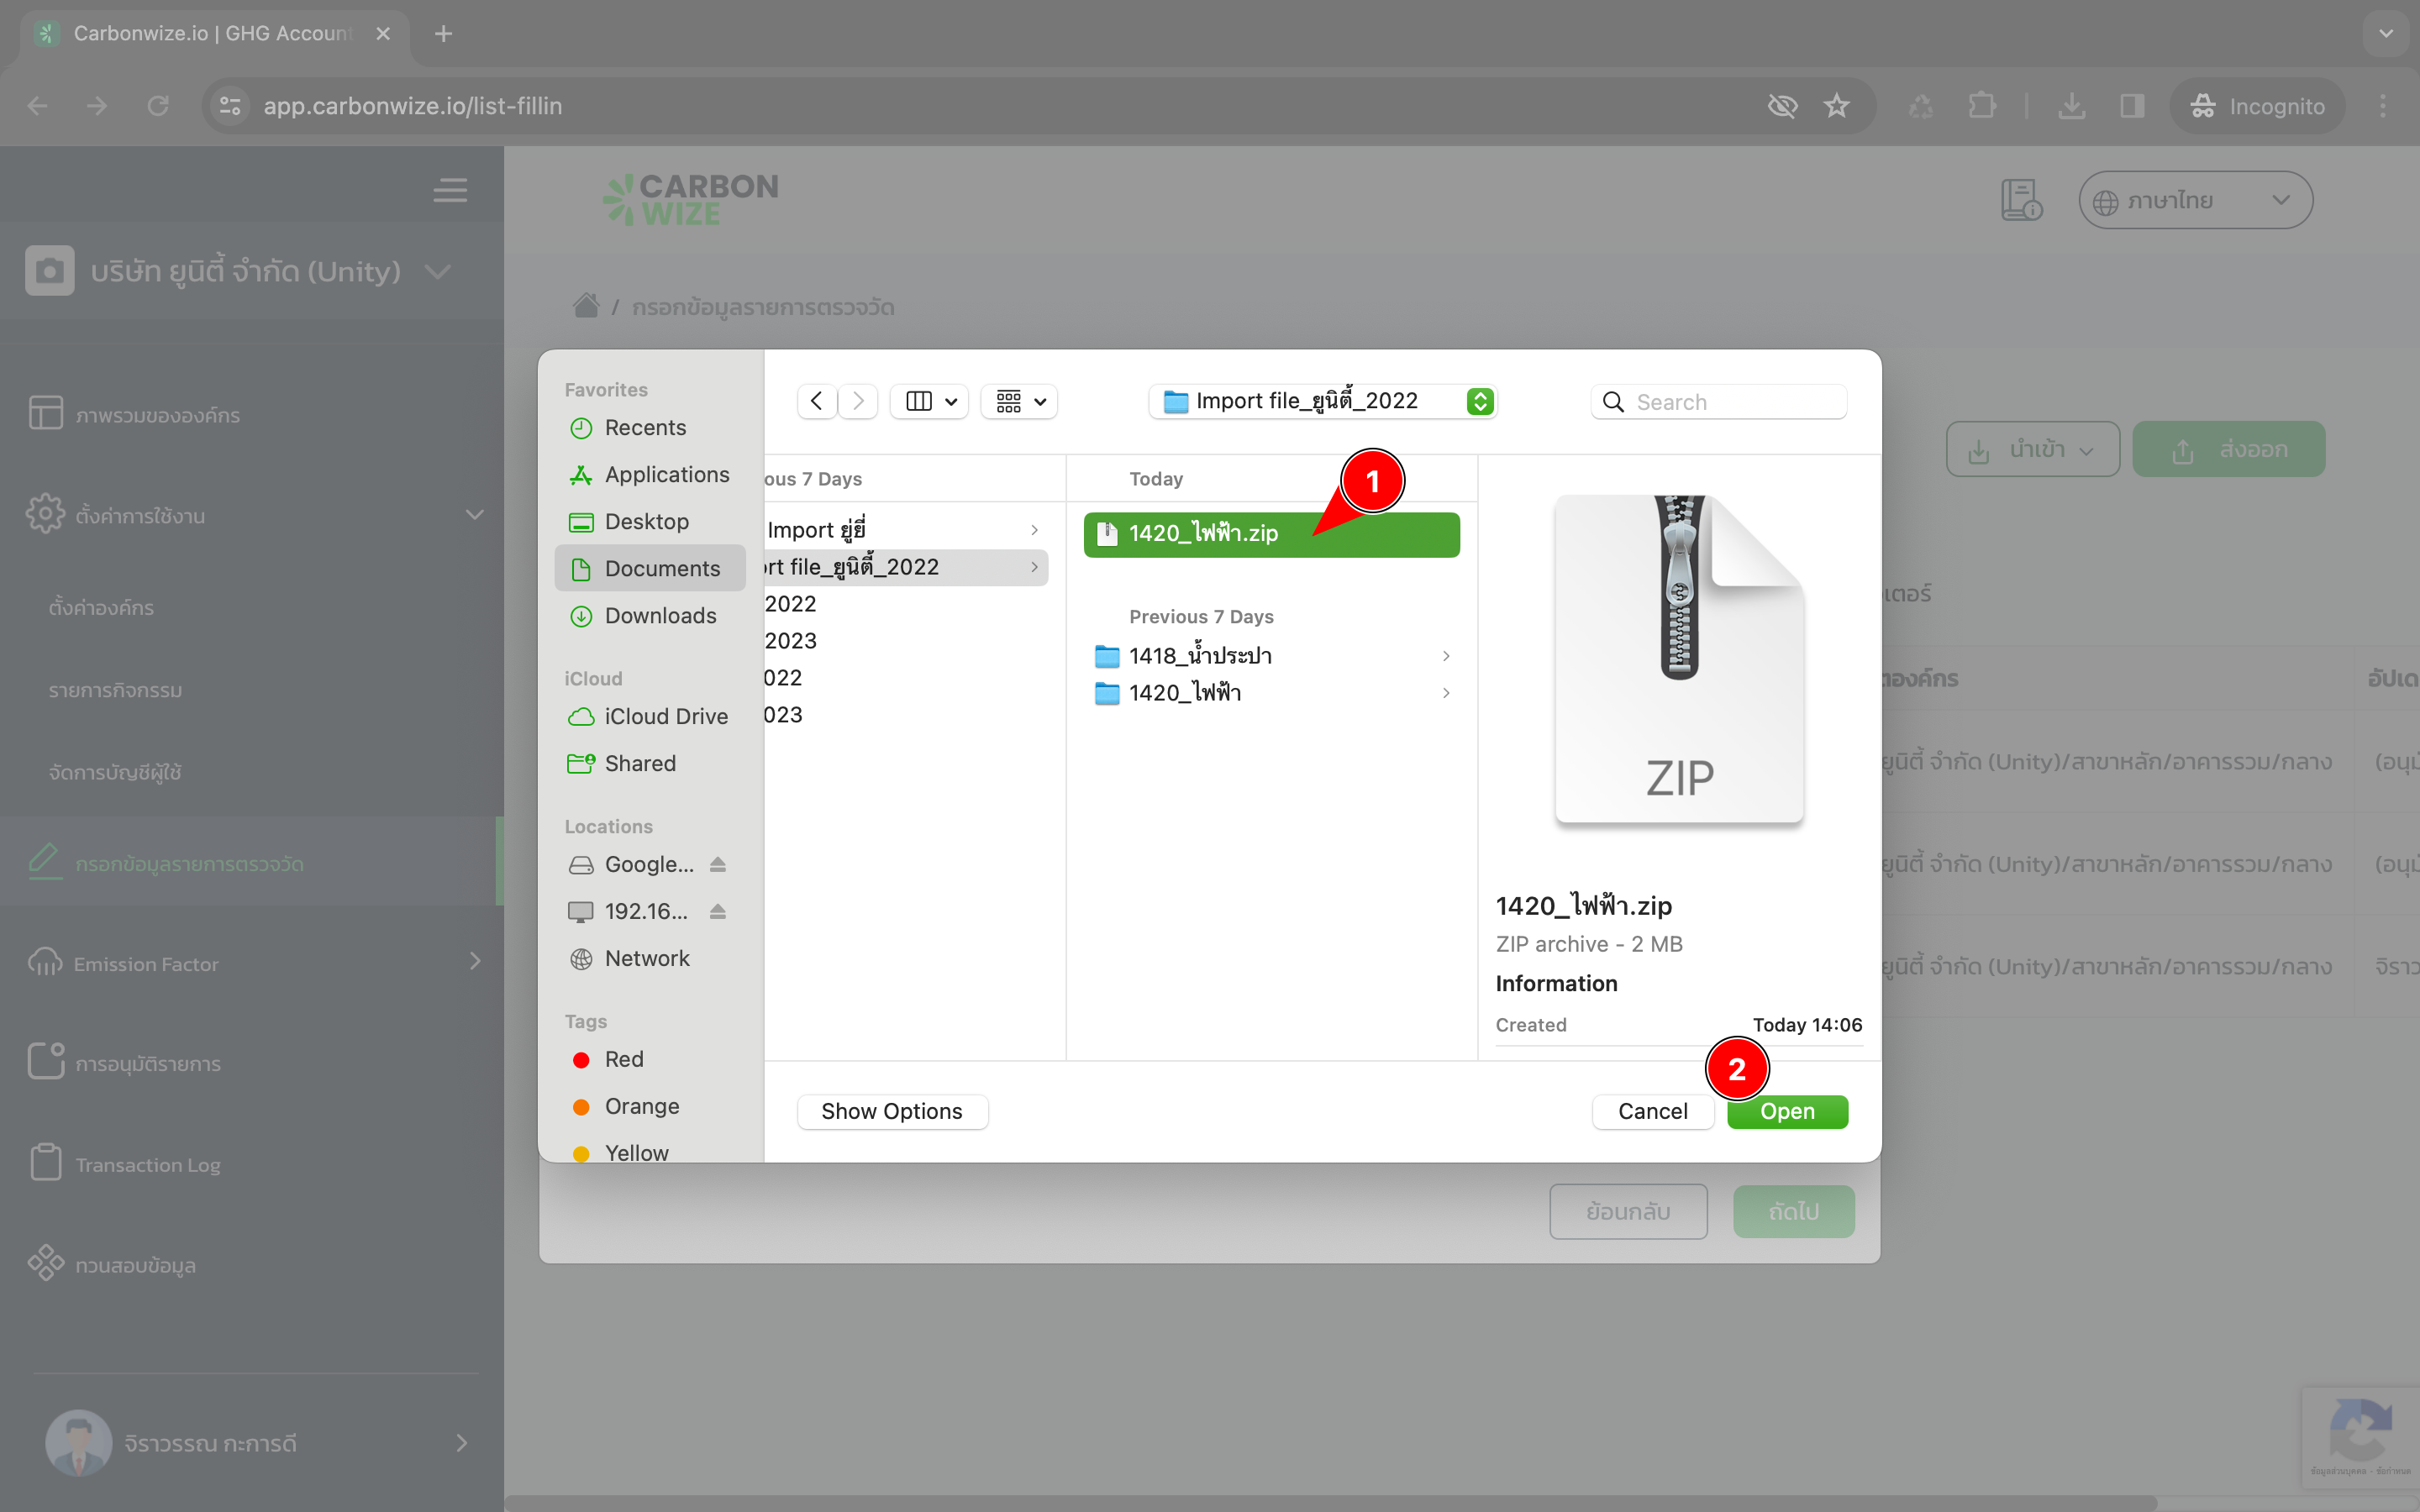 Carbonwize.io | GHG Account
app.carbonwize.io/list-fillin
Incognito
บริษัท ยูนิตี้ จำกัด (Unity)
ภาพรวมขององค์กร
ตั้งค่าการใช้งาน
ตั้งค่าองค์กร
รายการกิจกรรม
จัดการบัญชีผู้ใช้
กรอกข้อมูลรายการตรวจวัด
Emission Factor
การอนุมัติรายการ
Transaction Log
ทวนสอบข้อมูล
จิราวรรณ กะการดี
CARBON
WIZE
ภาษาไทย
/ กรอกข้อมูลรายการตรวจวัด
นำเข้า
ส่งออก
Favorites
Recents
Applications
Desktop
Documents
Downloads
iCloud
iCloud Drive
Shared
Locations
Google...
192.16...
Network
Tags
Red
Orange
Yellow
Import file_ยูนิตี้_2022
Search
ous 7 Days
Import ยู่ยี่
rt file_ยูนิตี้_2022
2022
2023
022
023
Today
1
1420_ไฟฟ้า.zip
Previous 7 Days
1418_น้ำประปา
1420_ไฟฟ้า
ZIP
1420_ไฟฟ้า.zip
ZIP archive - 2 MB
Information
Created Today 14:06
2
Show Options
Cancel
Open
เตอร์
องค์กร
อัปเด
ยูนิตี้ จำกัด (Unity)/สาขาหลัก/อาคารรวม/กลาง (อนุมั
ยูนิตี้ จำกัด (Unity)/สาขาหลัก/อาคารรวม/กลาง (อนุมั
ยูนิตี้ จำกัด (Unity)/สาขาหลัก/อาคารรวม/กลาง จิราว
ย้อนกลับ
ถัดไป
ข้อมูลส่วนบุคคล - ข้อกำหนด